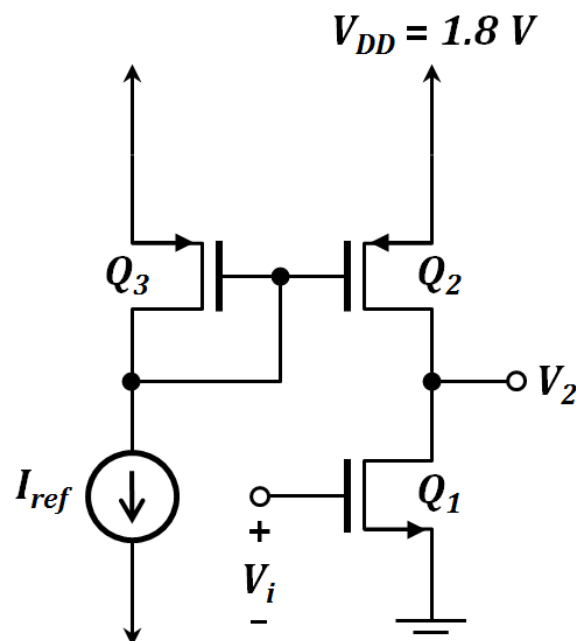 V_DD = 1.8 V
Q_3
Q_2
V_2
I_ref
Q_1
+
V_i
-